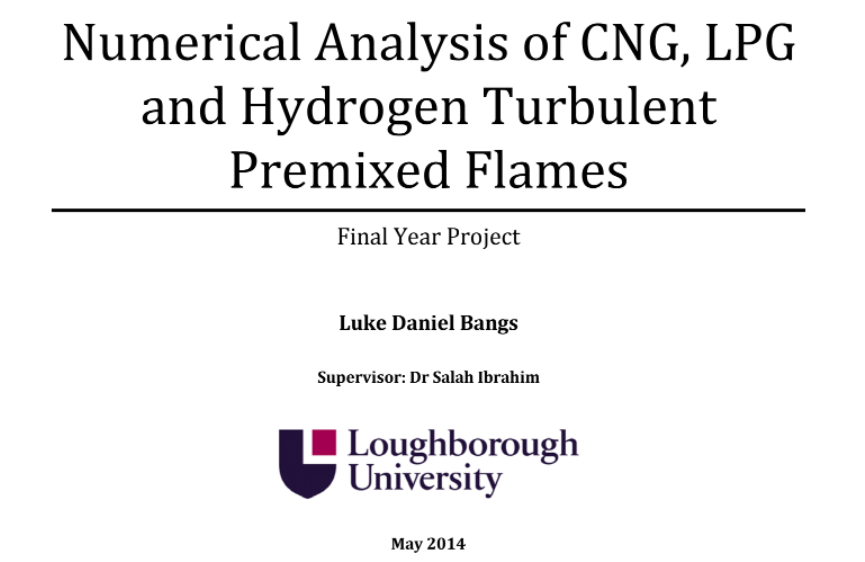 Numerical Analysis of CNG, LPG
and Hydrogen Turbulent
Premixed Flames
Final Year Project
Luke Daniel Bangs
Supervisor: Dr Salah Ibrahim
Loughborough
University
May 2014